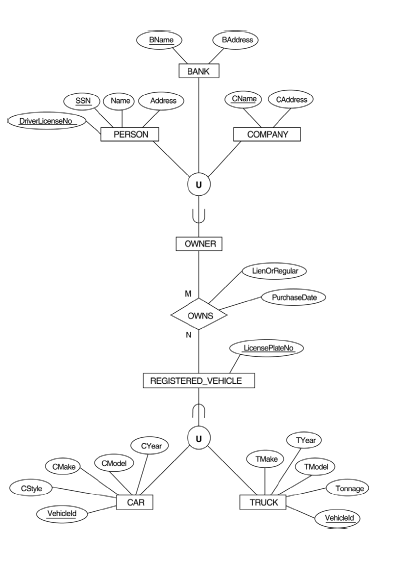 BName
BAddress
BANK
SSN
Name
Address
CName
CAddress
DriverLicenseNo
PERSON
COMPANY
U
OWNER
LienOrRegular
M
PurchaseDate
OWNS
N
LicensePlateNo
REGISTERED_VEHICLE
U
CYear
TYear
CModel
TMake
CMake
TModel
CStyle
Tonnage
CAR
TRUCK
VehicleId
VehicleId